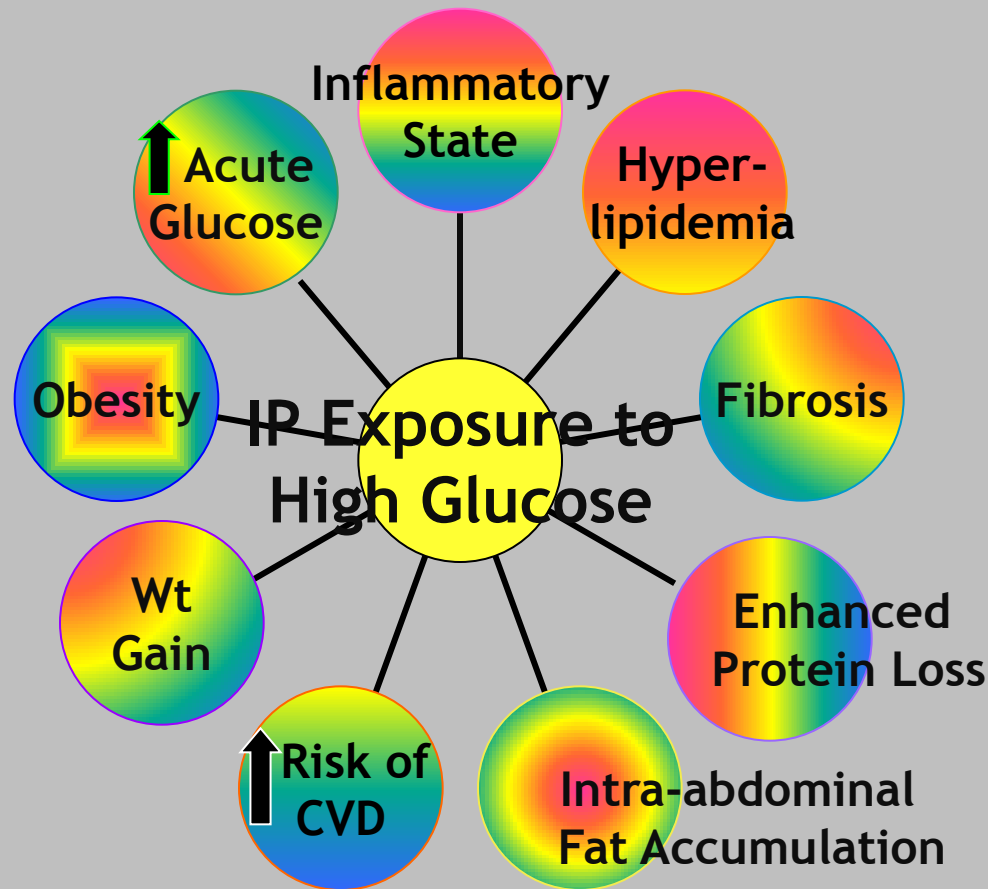 Inflammatory
State
Hyper-
lipidemia
Fibrosis
Enhanced
Protein Loss
Intra-abdominal
Fat Accumulation
Risk of
CVD
Wt
Gain
Obesity
Acute
Glucose
IP Exposure to
High Glucose